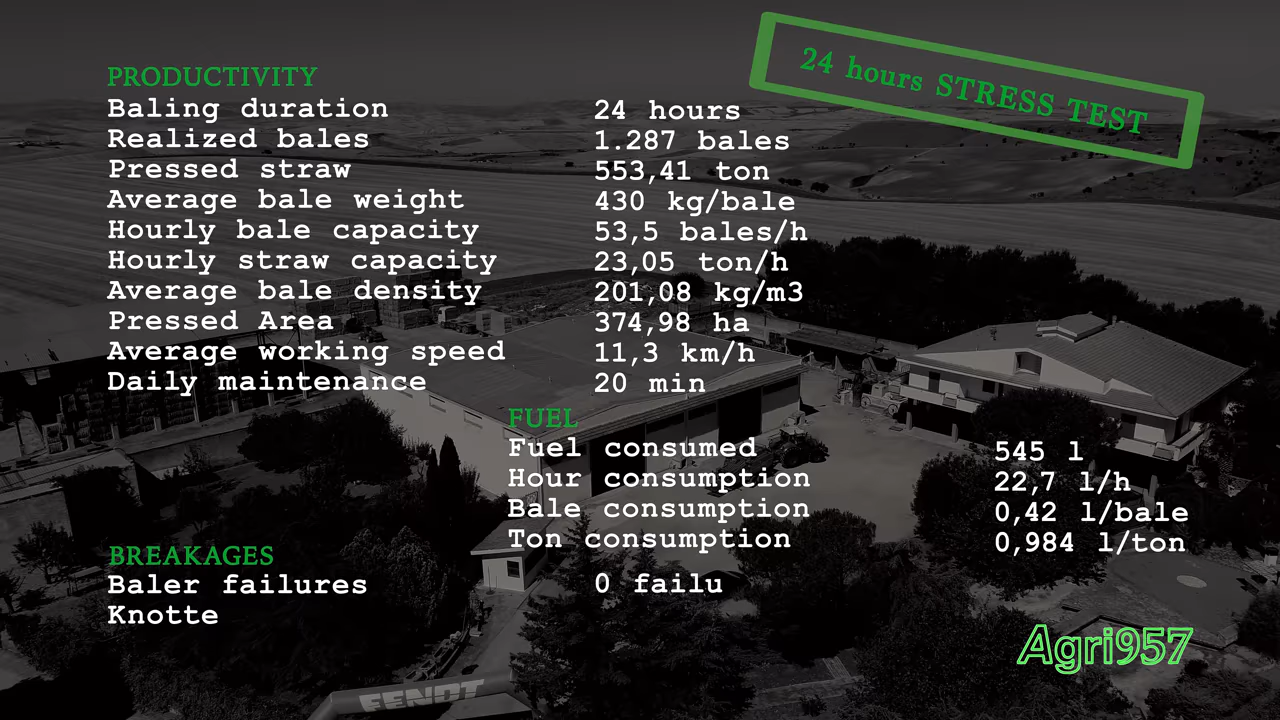 24 hours STRESS TEST
PRODUCTIVITY
Baling duration 24 hours
Realized bales 1.287 bales
Pressed straw 553,41 ton
Average bale weight 430 kg/bale
Hourly bale capacity 53,5 bales/h
Hourly straw capacity 23,05 ton/h
Average bale density 201,08 kg/m3
Pressed Area 374,98 ha
Average working speed 11,3 km/h
Daily maintenance 20 min
FUEL
Fuel consumed 545 l
Hour consumption 22,7 l/h
Bale consumption 0,42 l/bale
Ton consumption 0,984 l/ton
BREAKAGES
Baler failures 0 failu
Knotte
Agri957
FENDT